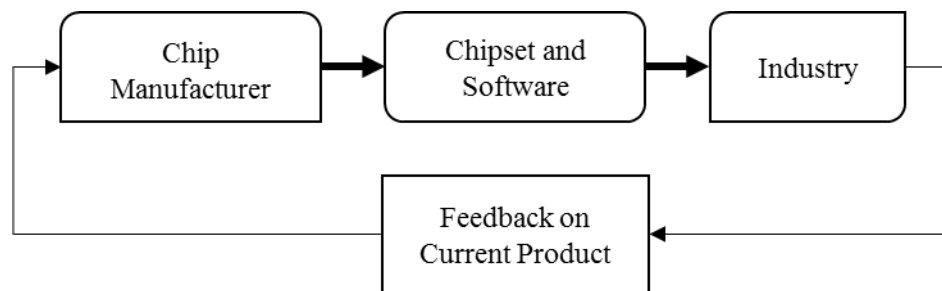 Chip
Manufacturer
Chipset and
Software
Industry
Feedback on
Current Product